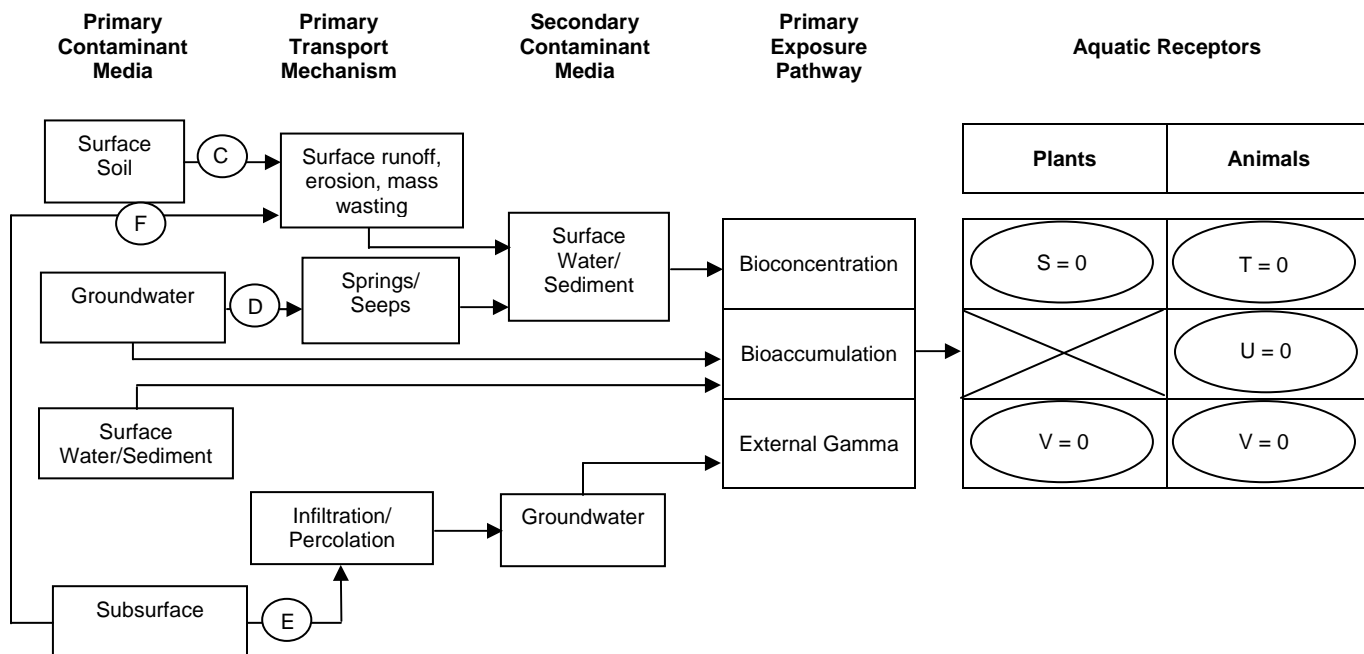 Primary
Contaminant
Media
Primary
Transport
Mechanism
Secondary
Contaminant
Media
Primary
Exposure
Pathway
Aquatic Receptors
Surface
Soil
C
Surface runoff,
erosion, mass
wasting
Plants
Animals
F
Surface
Water/
Sediment
Bioconcentration
S = 0
T = 0
Groundwater
D
Springs/
Seeps
Bioaccumulation
U = 0
Surface
Water/Sediment
External Gamma
V = 0
V = 0
Infiltration/
Percolation
Groundwater
Subsurface
E